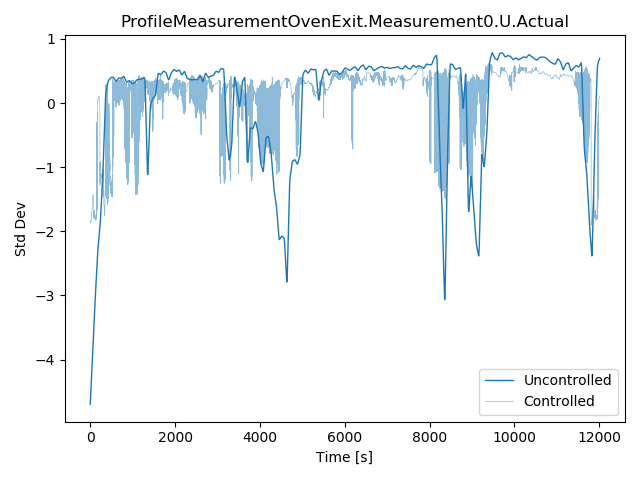 ProfileMeasurementOvenExit.Measurement0.U.Actual
1
0
−1
−2
−3
−4
Std Dev
0 2000 4000 6000 8000 10000 12000
Time [s]
Uncontrolled
Controlled